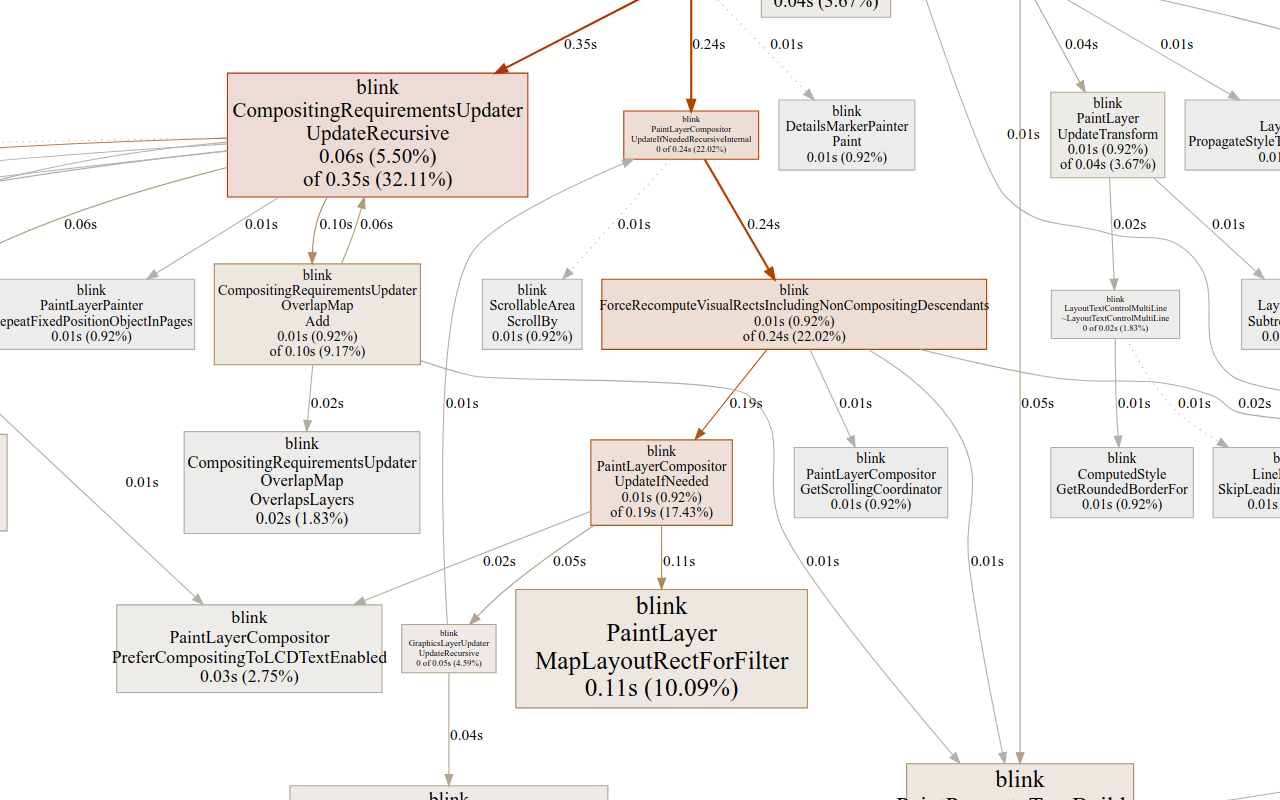 0.04s (3.67%)
0.35s
0.24s
0.01s
0.04s
0.01s
blink
CompositingRequirementsUpdater
UpdateRecursive
0.06s (5.50%)
of 0.35s (32.11%)
blink
PaintLayerCompositor
UpdateIfNeededRecursiveInternal
0 of 0.24s (22.02%)
blink
DetailsMarkerPainter
Paint
0.01s (0.92%)
0.01s
blink
PaintLayer
UpdateTransform
0.01s (0.92%)
of 0.04s (3.67%)
Lay
PropagateStyleT
0.01
0.06s
0.01s
0.10s
0.06s
0.01s
0.24s
0.02s
0.01s
blink
PaintLayerPainter
epeatFixedPositionObjectInPages
0.01s (0.92%)
blink
CompositingRequirementsUpdater
OverlapMap
Add
0.01s (0.92%)
of 0.10s (9.17%)
blink
ScrollableArea
ScrollBy
0.01s (0.92%)
blink
ForceRecomputeVisualRectsIncludingNonCompositingDescendants
0.01s (0.92%)
of 0.24s (22.02%)
blink
LayoutTextControlMultiLine
~LayoutTextControlMultiLine
0 of 0.02s (1.83%)
Lay
Subtr
0.0
0.02s
0.01s
0.19s
0.01s
0.05s
0.01s
0.01s
0.02s
0.01s
blink
CompositingRequirementsUpdater
OverlapMap
OverlapsLayers
0.02s (1.83%)
blink
PaintLayerCompositor
UpdateIfNeeded
0.01s (0.92%)
of 0.19s (17.43%)
blink
PaintLayerCompositor
GetScrollingCoordinator
0.01s (0.92%)
blink
ComputedStyle
GetRoundedBorderFor
0.01s (0.92%)
b
Line
SkipLeadin
0.01s
0.02s
0.05s
0.11s
0.01s
0.01s
blink
PaintLayerCompositor
PreferCompositingToLCDTextEnabled
0.03s (2.75%)
blink
GraphicsLayerUpdater
UpdateRecursive
0 of 0.05s (4.59%)
blink
PaintLayer
MapLayoutRectForFilter
0.11s (10.09%)
0.04s
blink
blink